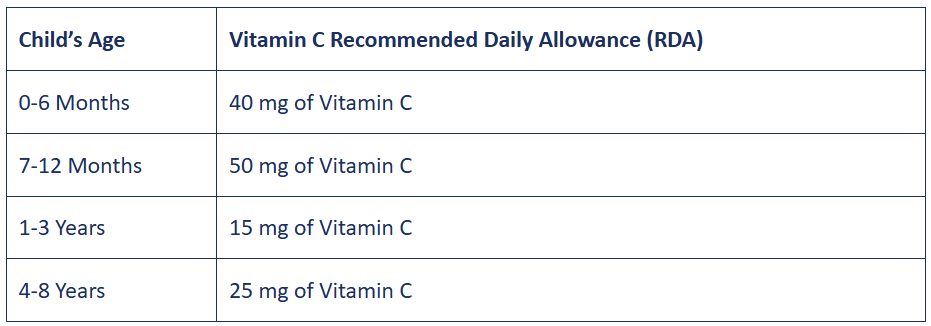 Child’s Age
Vitamin C Recommended Daily Allowance (RDA)
0-6 Months
40 mg of Vitamin C
7-12 Months
50 mg of Vitamin C
1-3 Years
15 mg of Vitamin C
4-8 Years
25 mg of Vitamin C